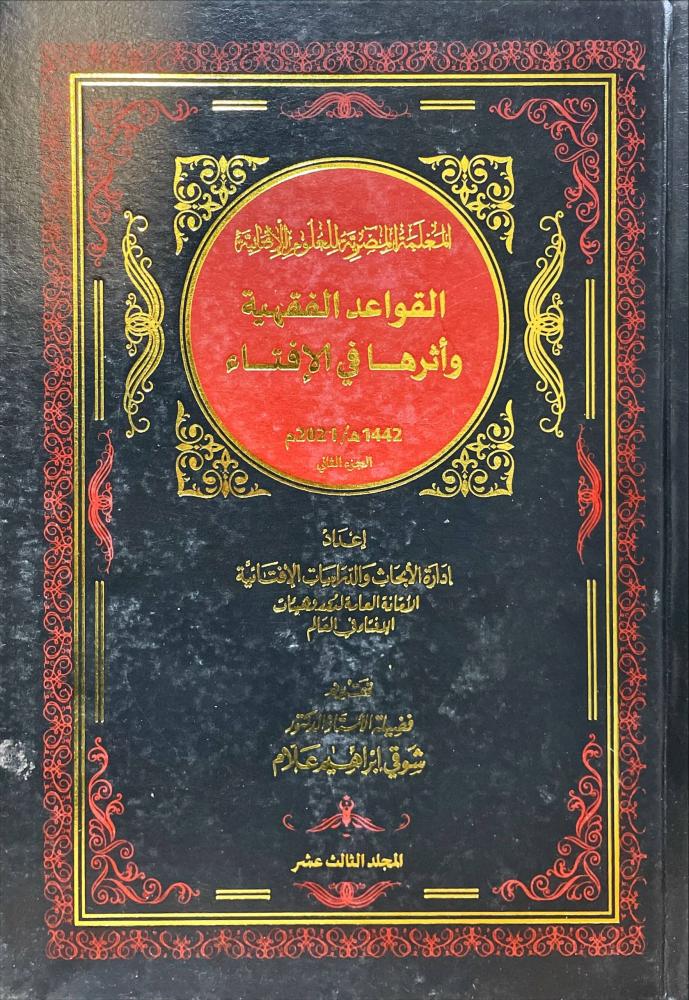 المعلمة المصرية للعلوم الإفتائية
القواعد الفقهية
وأثرها في الإفتاء
1442هـ/2021م
الجزء الثاني
إعداد
إدارة الأبحاث والدراسات الإفتائية
الأمانة العامة لدور وهيئات
الإفتاء في العالم
تقديم
فضيلة الأستاذ الدكتور
شوقي إبراهيم علام
المجلد الثالث عشر